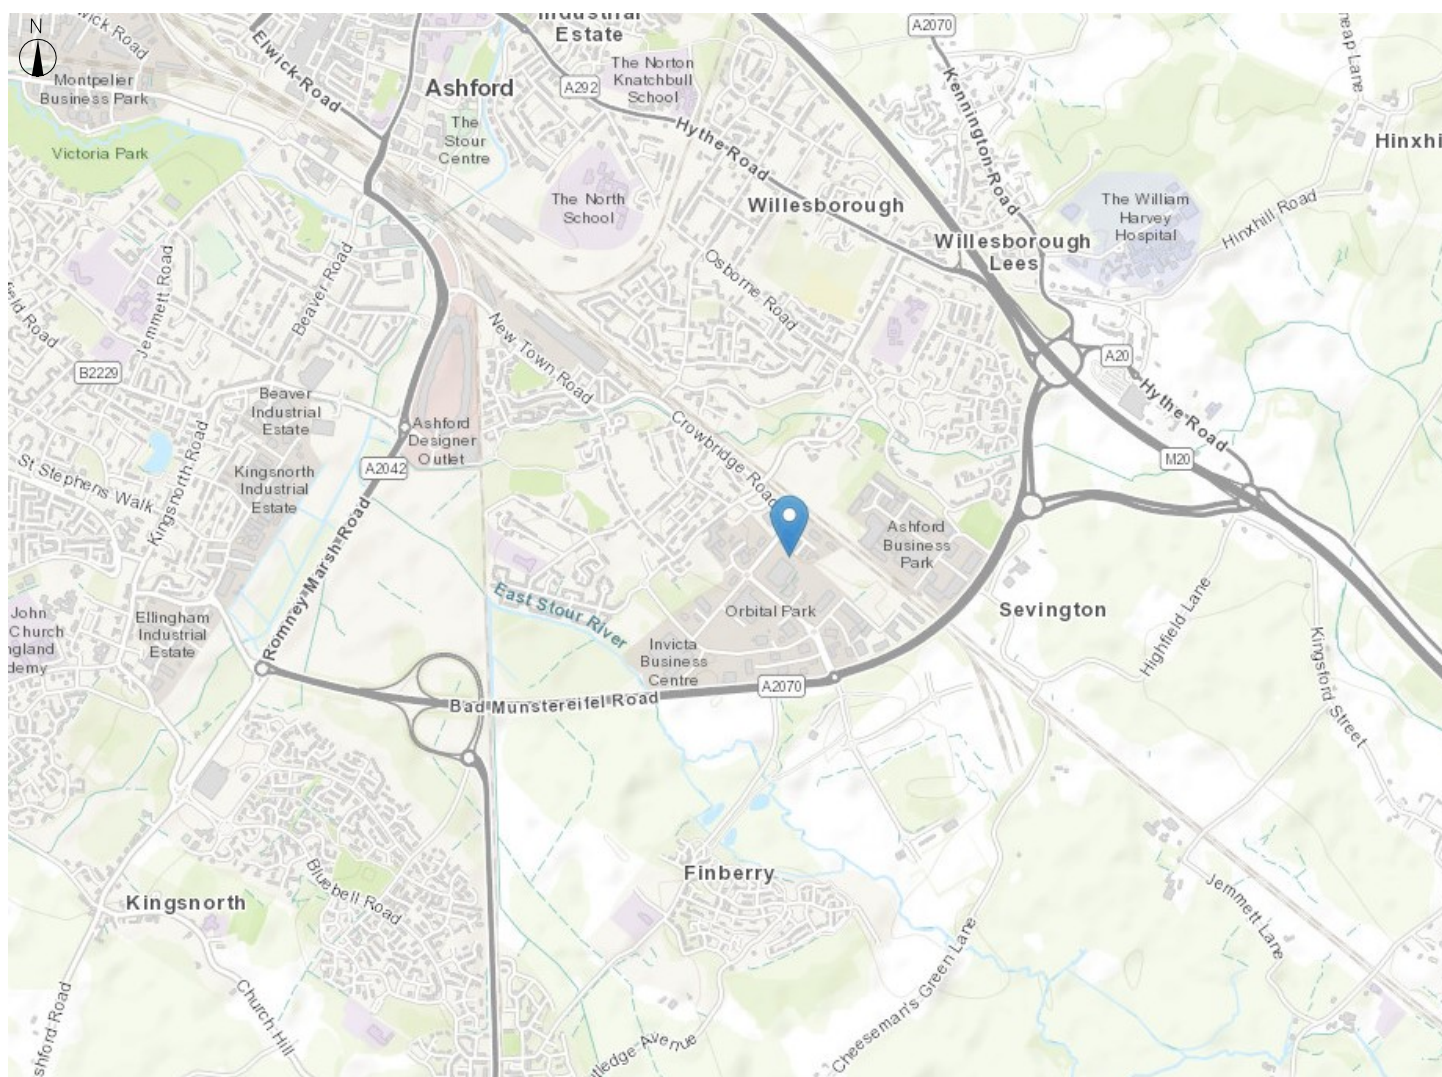 N
Industrial
Estate
A2070
Elwick Road
Montpelier
Business Park
Ashford
A292
The Norton
Knatchbull
School
Kennington Road
Victoria Park
The
Stour
Centre
Hythe Road
The North
School
Willesborough
Willesborough
Lees
The William
Harvey
Hospital
Hinxhill Road
Jemmett Road
Beaver Road
Osborne Road
New Town Road
B2229
A20
Hythe Road
Beaver
Industrial
Estate
Ashford
Designer
Outlet
Crowbridge Road
A2042
M20
St Stephens Walk
Kingsnorth Road
Kingsnorth
Industrial
Estate
Ashford
Business
Park
Romney Marsh Road
East Stour River
Orbital Park
Sevington
Highfield Lane
Kingsford Street
John
Church
Ellingham
Industrial
Estate
Invicta
Business
Centre
A2070
Bad Munstereifel Road
Finberry
Kingsnorth
Bluebell Road
Jemmett Lane
Church Hill
Cheeseman's Green Lane